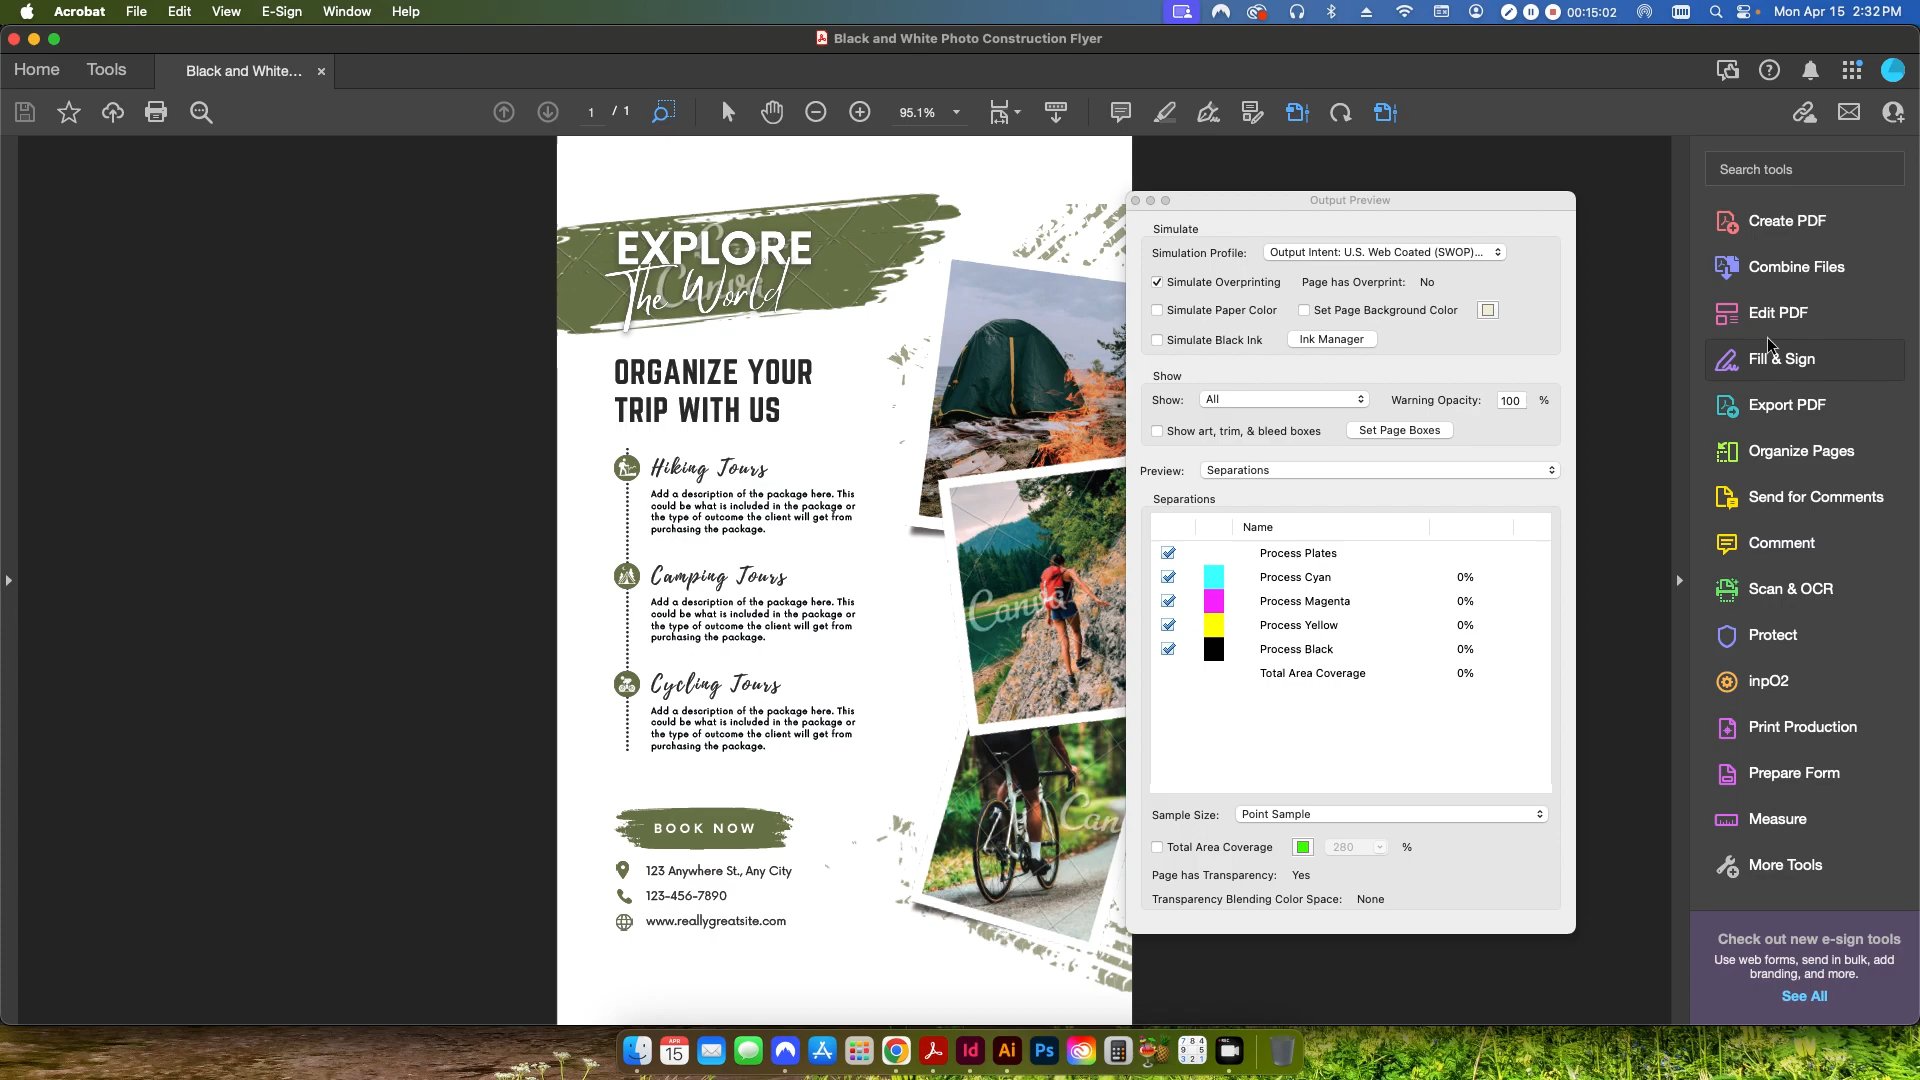 Acrobat File Edit View E-Sign Window Help
00:15:02 Mon Apr 15 2:32 PM
Black and White Photo Construction Flyer
Home Tools Black and White...
1 / 1 95.1%
EXPLORE
The World
Canva
ORGANIZE YOUR
TRIP WITH US
Hiking Tours
Add a description of the package here. This
could be what is included in the package or
the type of outcome the client will get from
purchasing the package.
Camping Tours
Add a description of the package here. This
could be what is included in the package or
the type of outcome the client will get from
purchasing the package.
Cycling Tours
Add a description of the package here. This
could be what is included in the package or
the type of outcome the client will get from
purchasing the package.
BOOK NOW
123 Anywhere St., Any City
123-456-7890
www.reallygreatsite.com
Canva
Can
Output Preview
Simulate
Simulation Profile: Output Intent: U.S. Web Coated (SWOP)...
Simulate Overprinting Page has Overprint: No
Simulate Paper Color Set Page Background Color
Simulate Black Ink Ink Manager
Show
Show: All Warning Opacity: 100 %
Show art, trim, & bleed boxes Set Page Boxes
Preview: Separations
Separations
Name
Process Plates
Process Cyan 0%
Process Magenta 0%
Process Yellow 0%
Process Black 0%
Total Area Coverage 0%
Sample Size: Point Sample
Total Area Coverage 280 %
Page has Transparency: Yes
Transparency Blending Color Space: None
Search tools
Create PDF
Combine Files
Edit PDF
Fill & Sign
Export PDF
Organize Pages
Send for Comments
Comment
Scan & OCR
Protect
inpO2
Print Production
Prepare Form
Measure
More Tools
Check out new e-sign tools
Use web forms, send in bulk, add
branding, and more.
See All
APR
15
Id
Ai
Ps